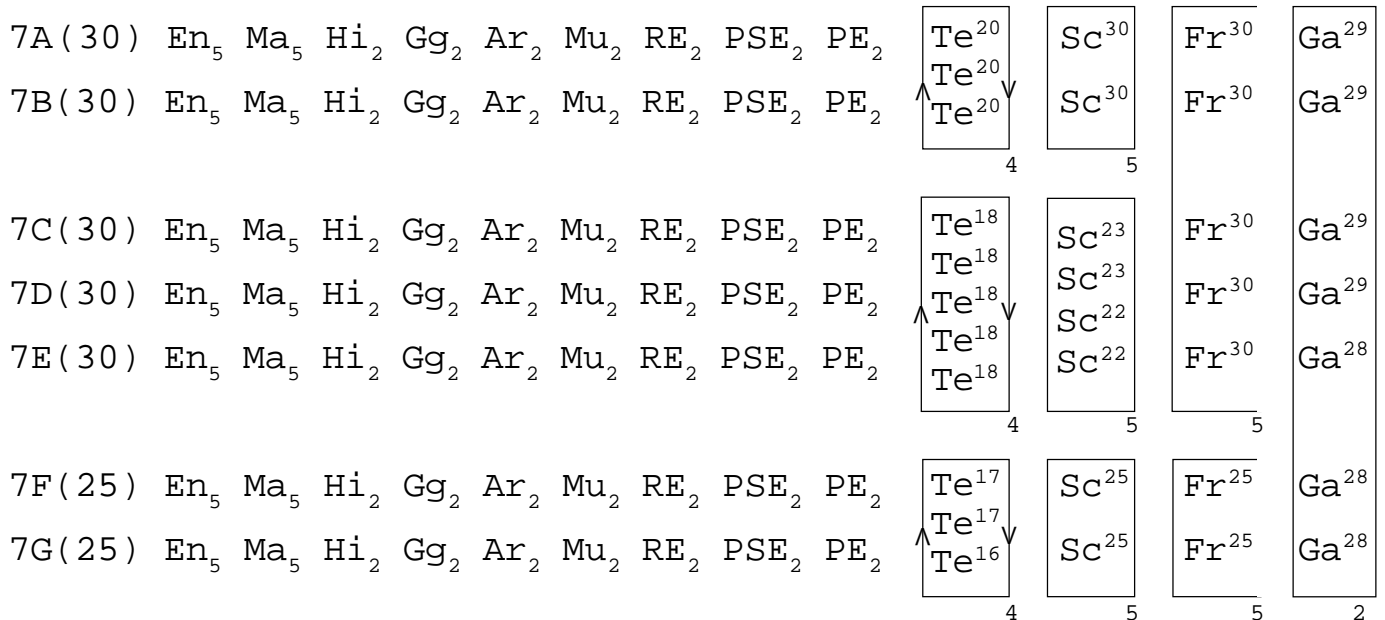 7A(30) En₅ Ma₅ Hi₂ Gg₂ Ar₂ Mu₂ RE₂ PSE₂ PE₂ Te²⁰ Sc³⁰ Fr³⁰ Ga²⁹
Te²⁰
7B(30) En₅ Ma₅ Hi₂ Gg₂ Ar₂ Mu₂ RE₂ PSE₂ PE₂ Te²⁰ Sc³⁰ Fr³⁰ Ga²⁹
4 5
7C(30) En₅ Ma₅ Hi₂ Gg₂ Ar₂ Mu₂ RE₂ PSE₂ PE₂ Te¹⁸ Sc²³ Fr³⁰ Ga²⁹
Te¹⁸ Sc²³
7D(30) En₅ Ma₅ Hi₂ Gg₂ Ar₂ Mu₂ RE₂ PSE₂ PE₂ Te¹⁸ Fr³⁰ Ga²⁹
Te¹⁸ Sc²²
7E(30) En₅ Ma₅ Hi₂ Gg₂ Ar₂ Mu₂ RE₂ PSE₂ PE₂ Sc²² Fr³⁰ Ga²⁸
Te¹⁸
4 5 5
7F(25) En₅ Ma₅ Hi₂ Gg₂ Ar₂ Mu₂ RE₂ PSE₂ PE₂ Te¹⁷ Sc²⁵ Fr²⁵ Ga²⁸
Te¹⁷
7G(25) En₅ Ma₅ Hi₂ Gg₂ Ar₂ Mu₂ RE₂ PSE₂ PE₂ Te¹⁶ Sc²⁵ Fr²⁵ Ga²⁸
4 5 5 2